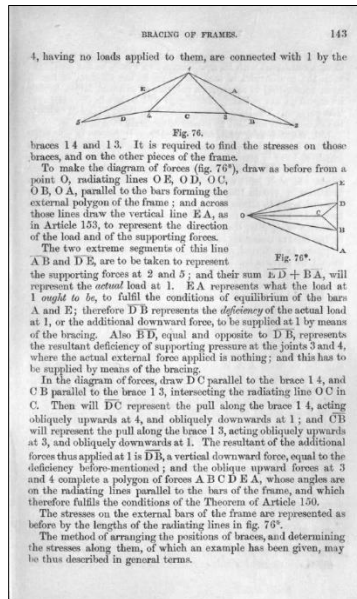 BRACING OF FRAMES. 143
4, having no loads applied to them, are connected with 1 by the
1
E A
4 C
5 D B
Fig. 76.
braces 1 4 and 1 3. It is required to find the stresses on those
braces, and on the other pieces of the frame.
To make the diagram of forces (fig. 76*), draw as before from a
point O, radiating lines O E, O D, O C,
O B, O A, parallel to the bars forming the
external polygon of the frame; and across
those lines draw the vertical line E A, as
in Article 153, to represent the direction
of the load and of the supporting forces.
The two extreme segments of this line
A B and D E, are to be taken to represent
E
D
O C
B
A
Fig. 76*.
the supporting forces at 2 and 5; and their sum E D + B A, will
represent the actual load at 1. E A represents what the load at
1 ought to be, to fulfil the conditions of equilibrium of the bars
A and E; therefore D B represents the deficiency of the actual load
at 1, or the additional downward force, to be supplied at 1 by means
of the bracing. Also B D, equal and opposite to D B, represents
the resultant deficiency of supporting pressure at the joints 3 and 4,
where the actual external force applied is nothing; and this has to
be supplied by means of the bracing.
In the diagram of forces, draw D C parallel to the brace 1 4, and
C B parallel to the brace 1 3, intersecting the radiating line O C in
C. Then will D C represent the pull along the brace 1 4, acting
obliquely upwards at 4, and obliquely downwards at 1; and C B
will represent the pull along the brace 1 3, acting obliquely upwards
at 3, and obliquely downwards at 1. The resultant of the additional
forces thus applied at 1 is D B, a vertical downward force, equal to the
deficiency before-mentioned; and the oblique upward forces at 3
and 4 complete a polygon of forces A B C D E A, whose angles are
on the radiating lines parallel to the bars of the frame, and which
therefore fulfils the conditions of the Theorem of Article 150.
The stresses on the external bars of the frame are represented as
before by the lengths of the radiating lines in fig. 76*.
The method of arranging the positions of braces, and determining
the stresses along them, of which an example has been given, may
be thus described in general terms.